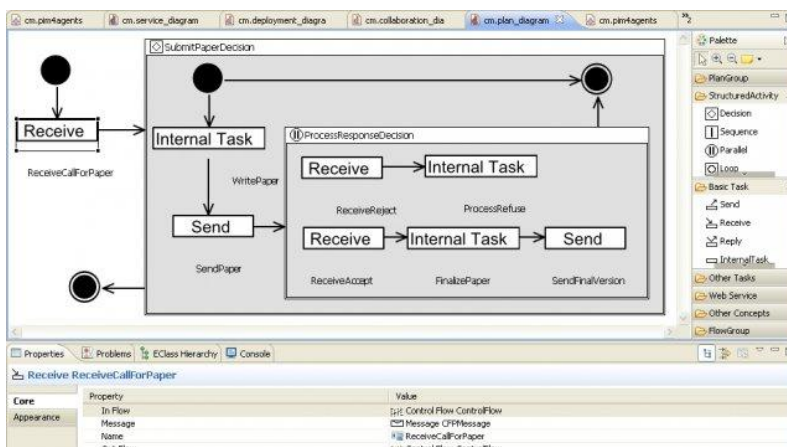 cm.pim4agents
cm.service_diagram
cm.deployment_diagra
cm.collaboration_dia
cm.plan_diagram
cm.pim4agents
»2
SubmitPaperDecision
Receive
ReceiveCallForPaper
Internal Task
WritePaper
Send
SendPaper
ProcessResponseDecision
Receive
Internal Task
ReceiveReject
ProcessRefuse
Receive
Internal Task
Send
ReceiveAccept
FinalizePaper
SendFinalVersion
Palette
PlanGroup
StructuredActivity
Decision
Sequence
Parallel
Loop
Basic Task
Send
Receive
Reply
InternalTask
Other Tasks
Web Service
Other Concepts
FlowGroup
Properties
Problems
EClass Hierarchy
Console
Receive ReceiveCallForPaper
Core
Appearance
Property
Value
In Flow
Control Flow ControlFlow
Message
Message CFPMessage
Name
ReceiveCallForPaper